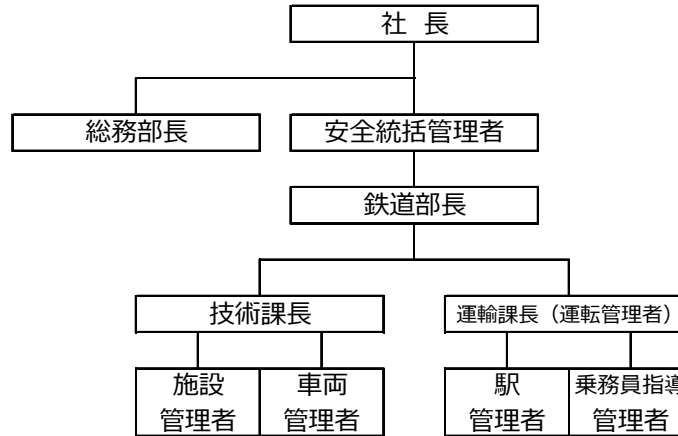 社 長
総務部長 安全統括管理者
鉄道部長
技術課長 運輸課長（運転管理者）
施設 車両 駅 乗務員指導
管理者 管理者 管理者 管理者